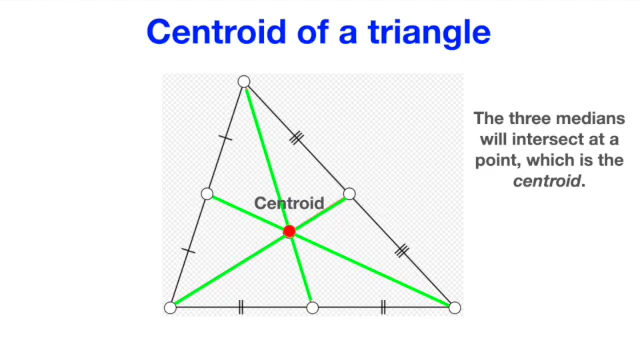 Centroid of a triangle
The three medians
will intersect at a
point, which is the
centroid.
Centroid